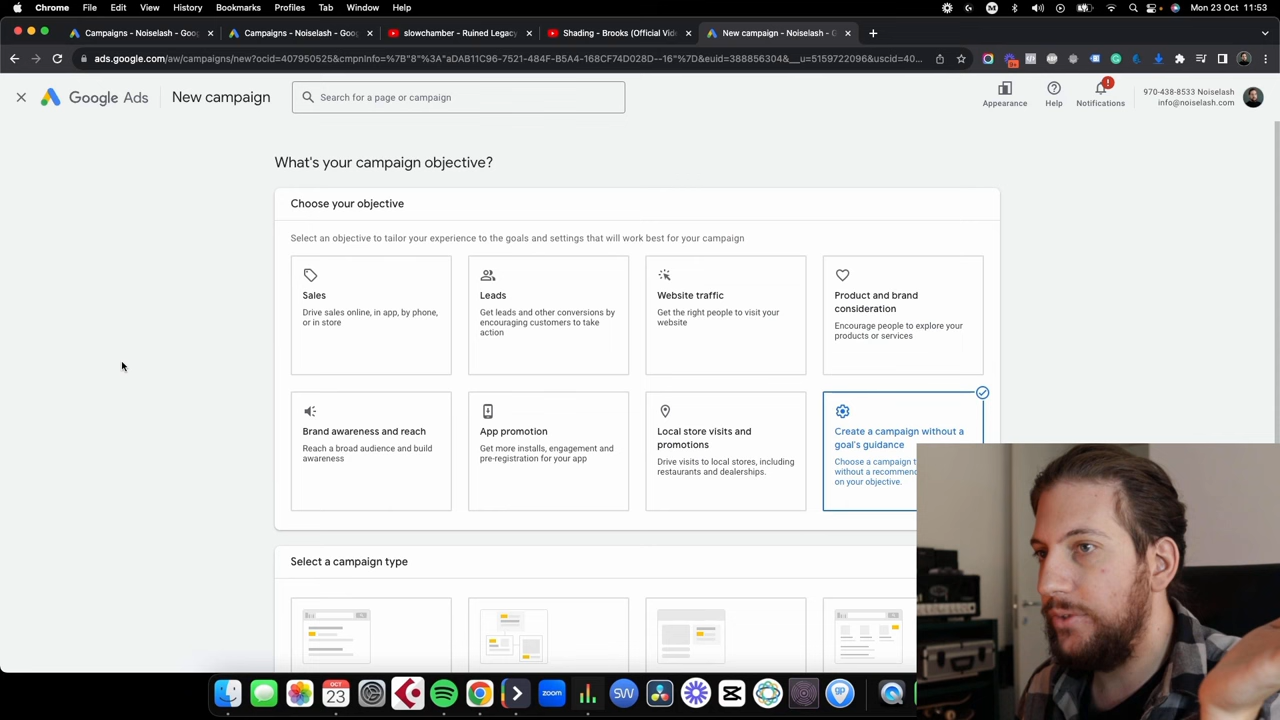 Chrome File Edit View History Bookmarks Profiles Tab Window Help Mon 23 Oct 11:53
Campaigns - Noiselash - Goog
Campaigns - Noiselash - Goog
slowchamber - Ruined Legacy
Shading - Brooks (Official Vide
New campaign - Noiselash - G
ads.google.com/aw/campaigns/new?ocid=407950525&cmpnInfo=%7B"8"%3A"aDAB11C96-7521-484F-B5A4-168CF74D028D--16"%7D&euid=388856304&__u=5159722096&uscid=40...
Google Ads
New campaign
Search for a page or campaign
Appearance
Help
Notifications
970-438-8533 Noiselash
info@noiselash.com
What's your campaign objective?
Choose your objective
Select an objective to tailor your experience to the goals and settings that will work best for your campaign
Sales
Drive sales online, in app, by phone,
or in store
Leads
Get leads and other conversions by
encouraging customers to take
action
Website traffic
Get the right people to visit your
website
Product and brand
consideration
Encourage people to explore your
products or services
Brand awareness and reach
Reach a broad audience and build
awareness
App promotion
Get more installs, engagement and
pre-registration for your app
Local store visits and
promotions
Drive visits to local stores, including
restaurants and dealerships.
Create a campaign without a
goal's guidance
Choose a campaign t
without a recommend
on your objective.
Select a campaign type
OCT
23
zoom
SW
gp